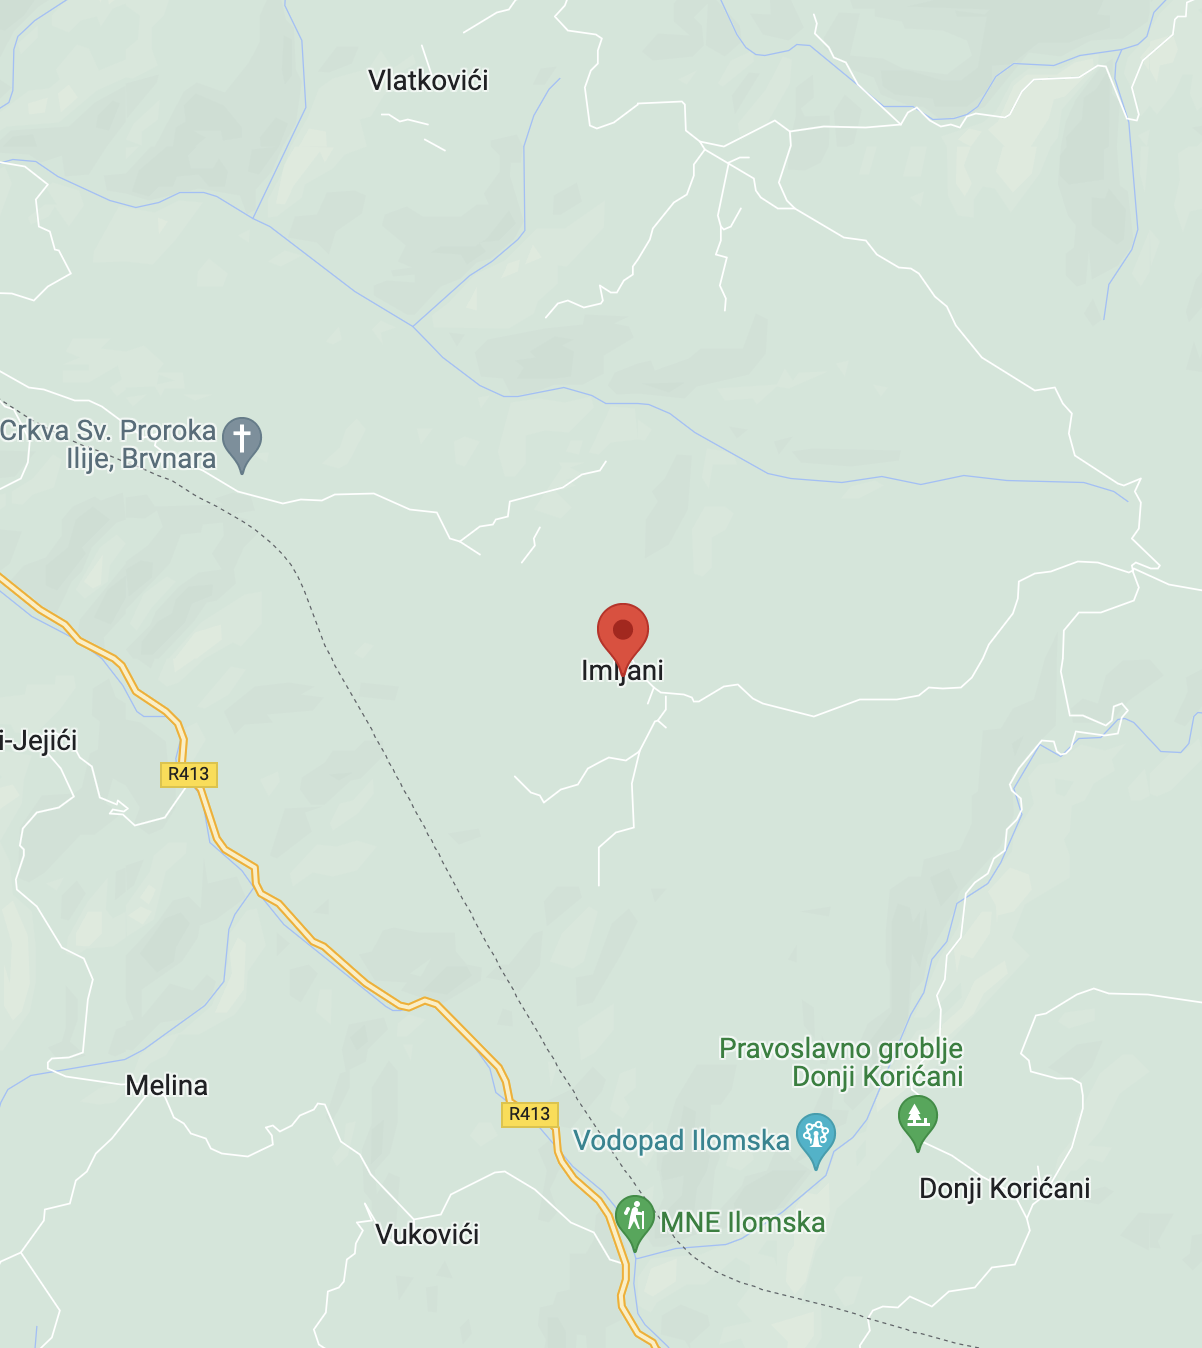 Vlatkovići
Crkva Sv. Proroka
Ilije, Brvnara
Imljani
i-Jejići
R413
Melina
R413
Pravoslavno groblje
Donji Korićani
Vodopad Ilomska
Donji Korićani
MNE Ilomska
Vukovići